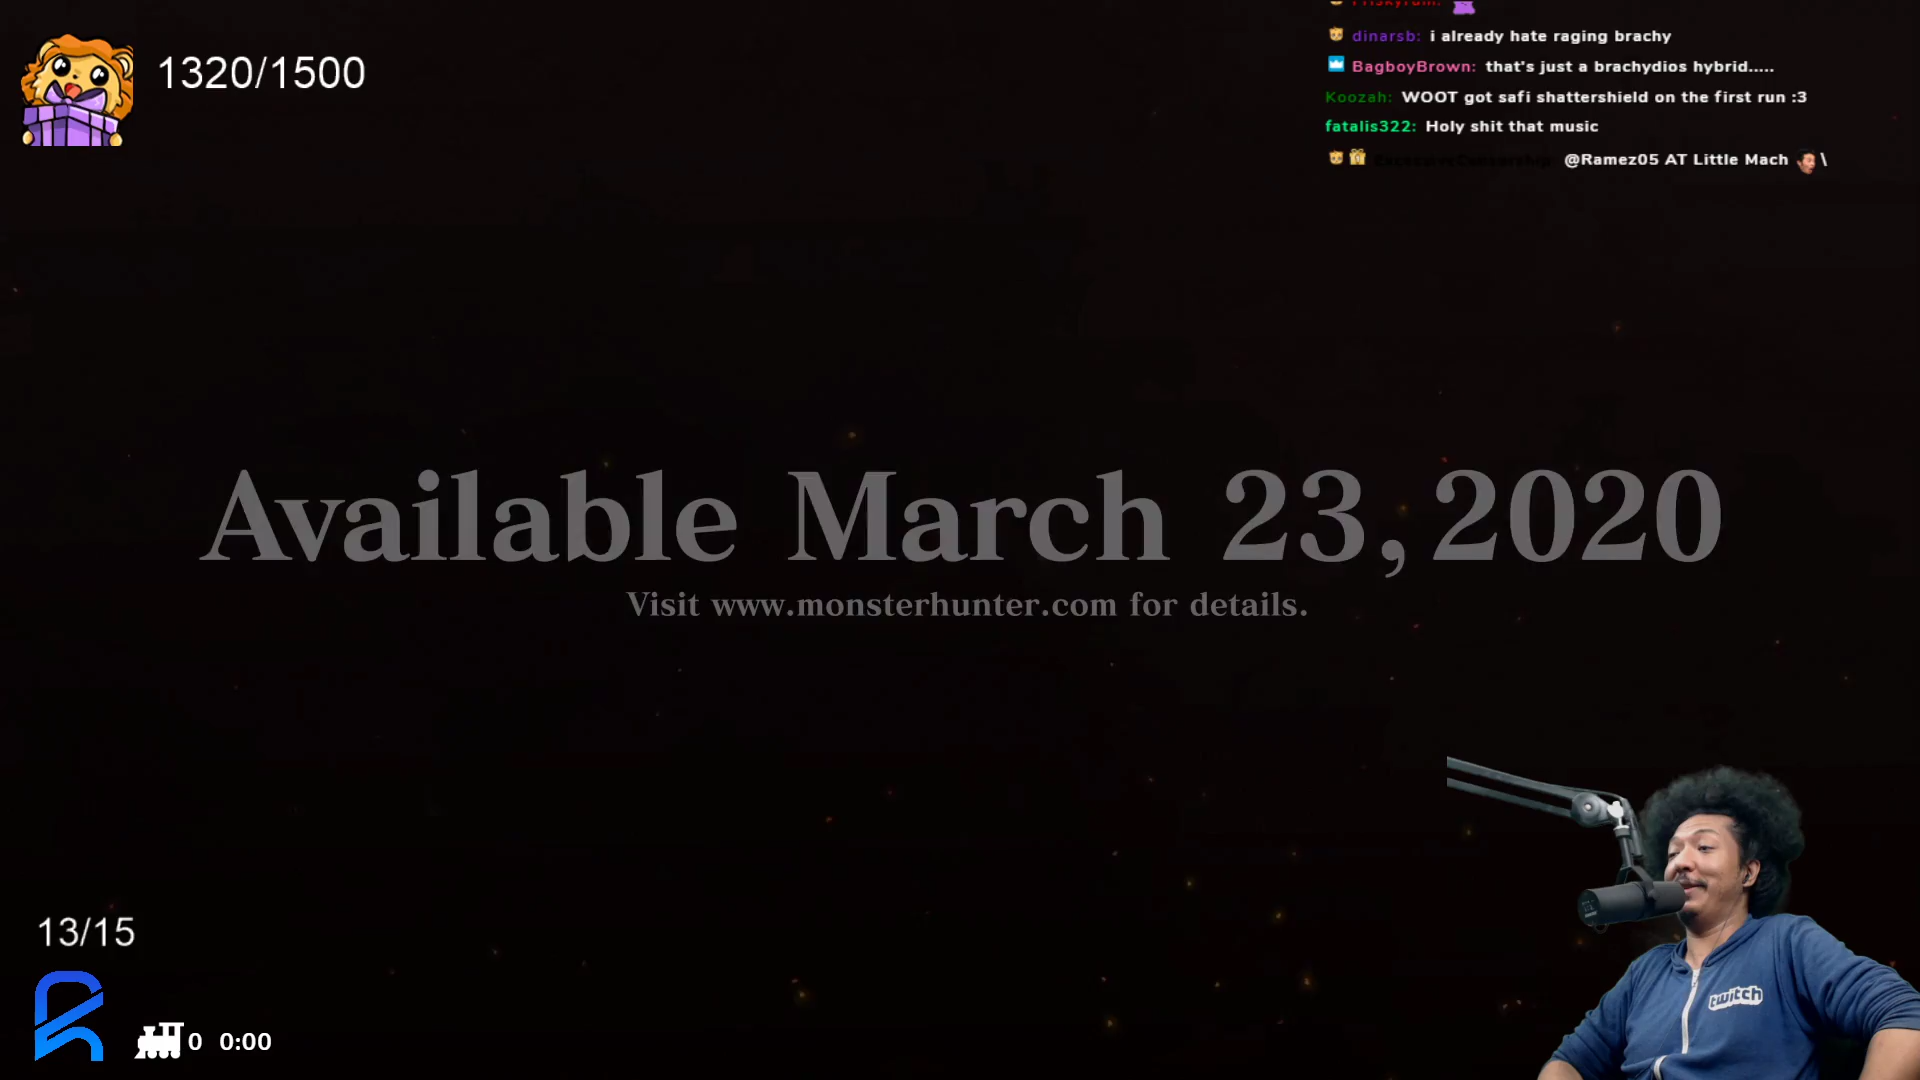 1320/1500
dinarsb: i already hate raging brachy
BagboyBrown: that's just a brachydios hybrid.....
Koozah: WOOT got safi shattershield on the first run :3
fatalis322: Holy shit that music
@Ramez05 AT Little Mach \
Available March 23,2020
Visit www.monsterhunter.com for details.
13/15
0 0:00
twitch